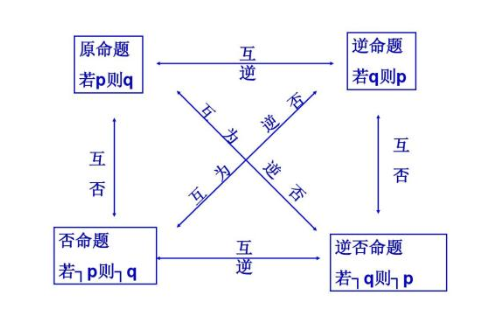 原命题
若p则q
互
逆
逆命题
若q则p
互为逆否
互为逆否
互
否
互
否
否命题
若┐p则┐q
互
逆
逆否命题
若┐q则┐p